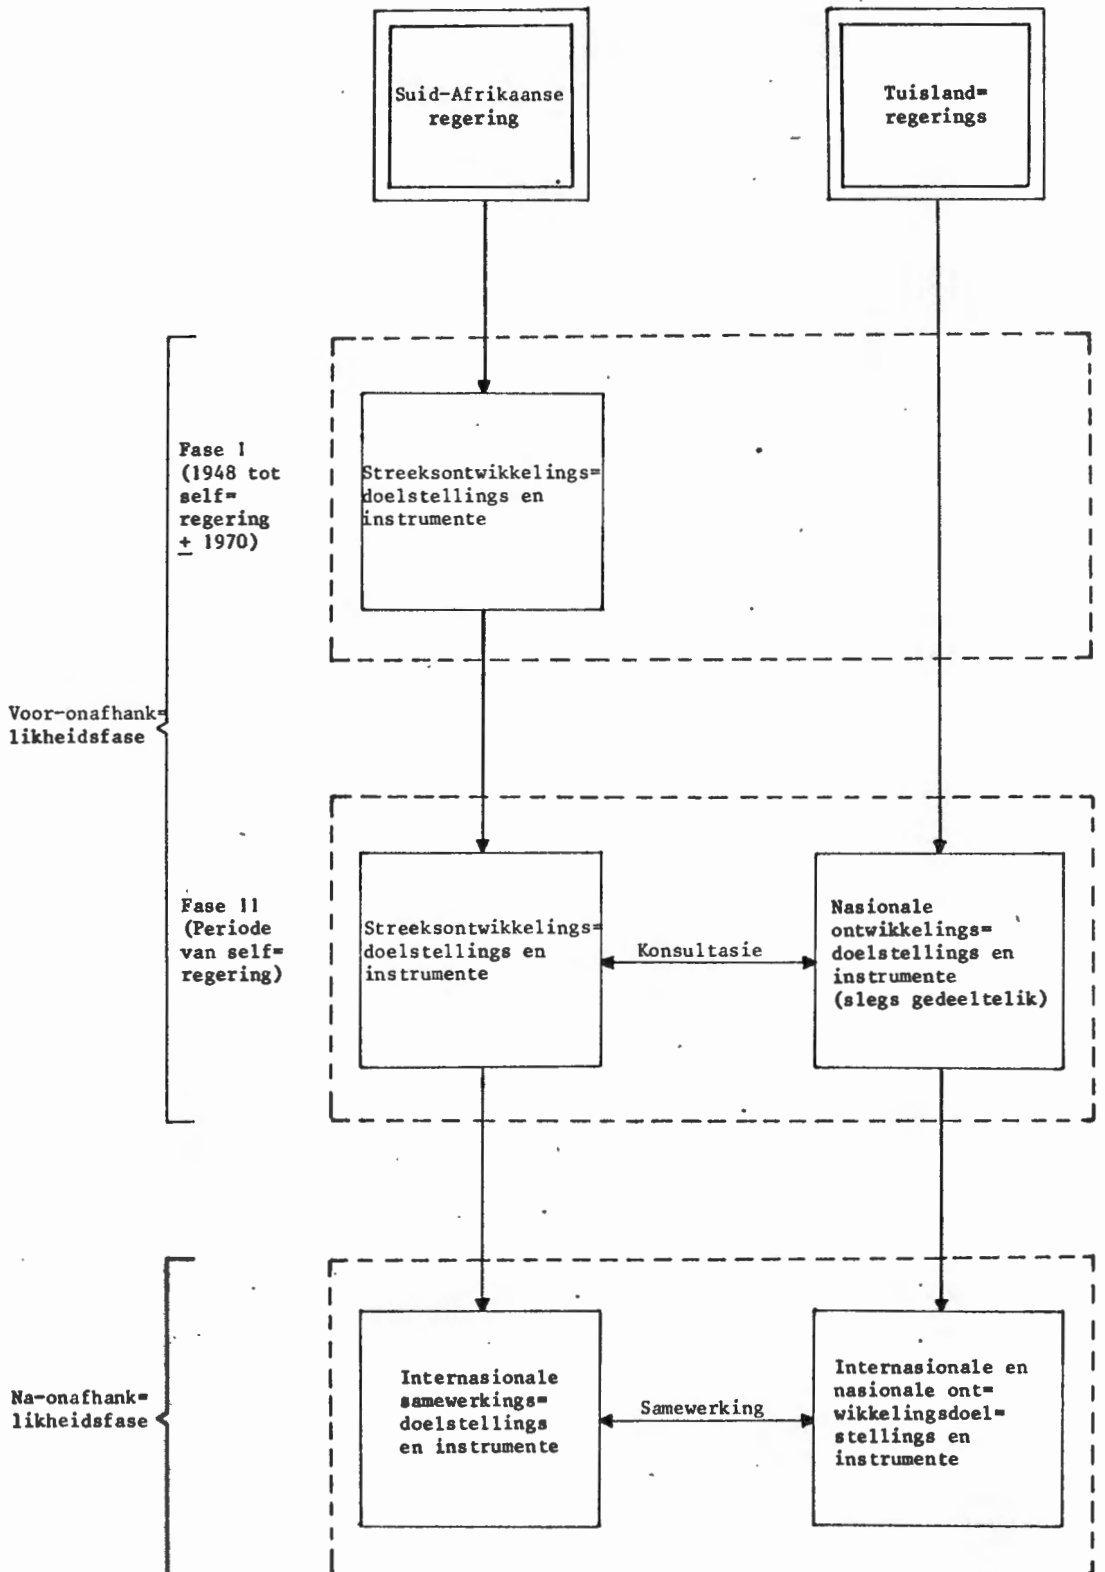 Suid-Afrikaanse
regering
Tuisland=
regerings
Fase I
(1948 tot
self=
regering
± 1970)
Streeksontwikkelings=
doelstellings en
instrumente
Voor-onafhank=
likheidsfase
Fase II
(Periode
van self=
regering)
Streeksontwikkelings=
doelstellings en
instrumente
Konsultasie
Nasionale
ontwikkelings=
doelstellings en
instrumente
(slegs gedeeltelik)
Na-onafhank=
likheidsfase
Internasionale
samewerkings=
doelstellings
en instrumente
Samewerking
Internasionale en
nasionale ont=
wikkelingsdoel=
stellings en
instrumente